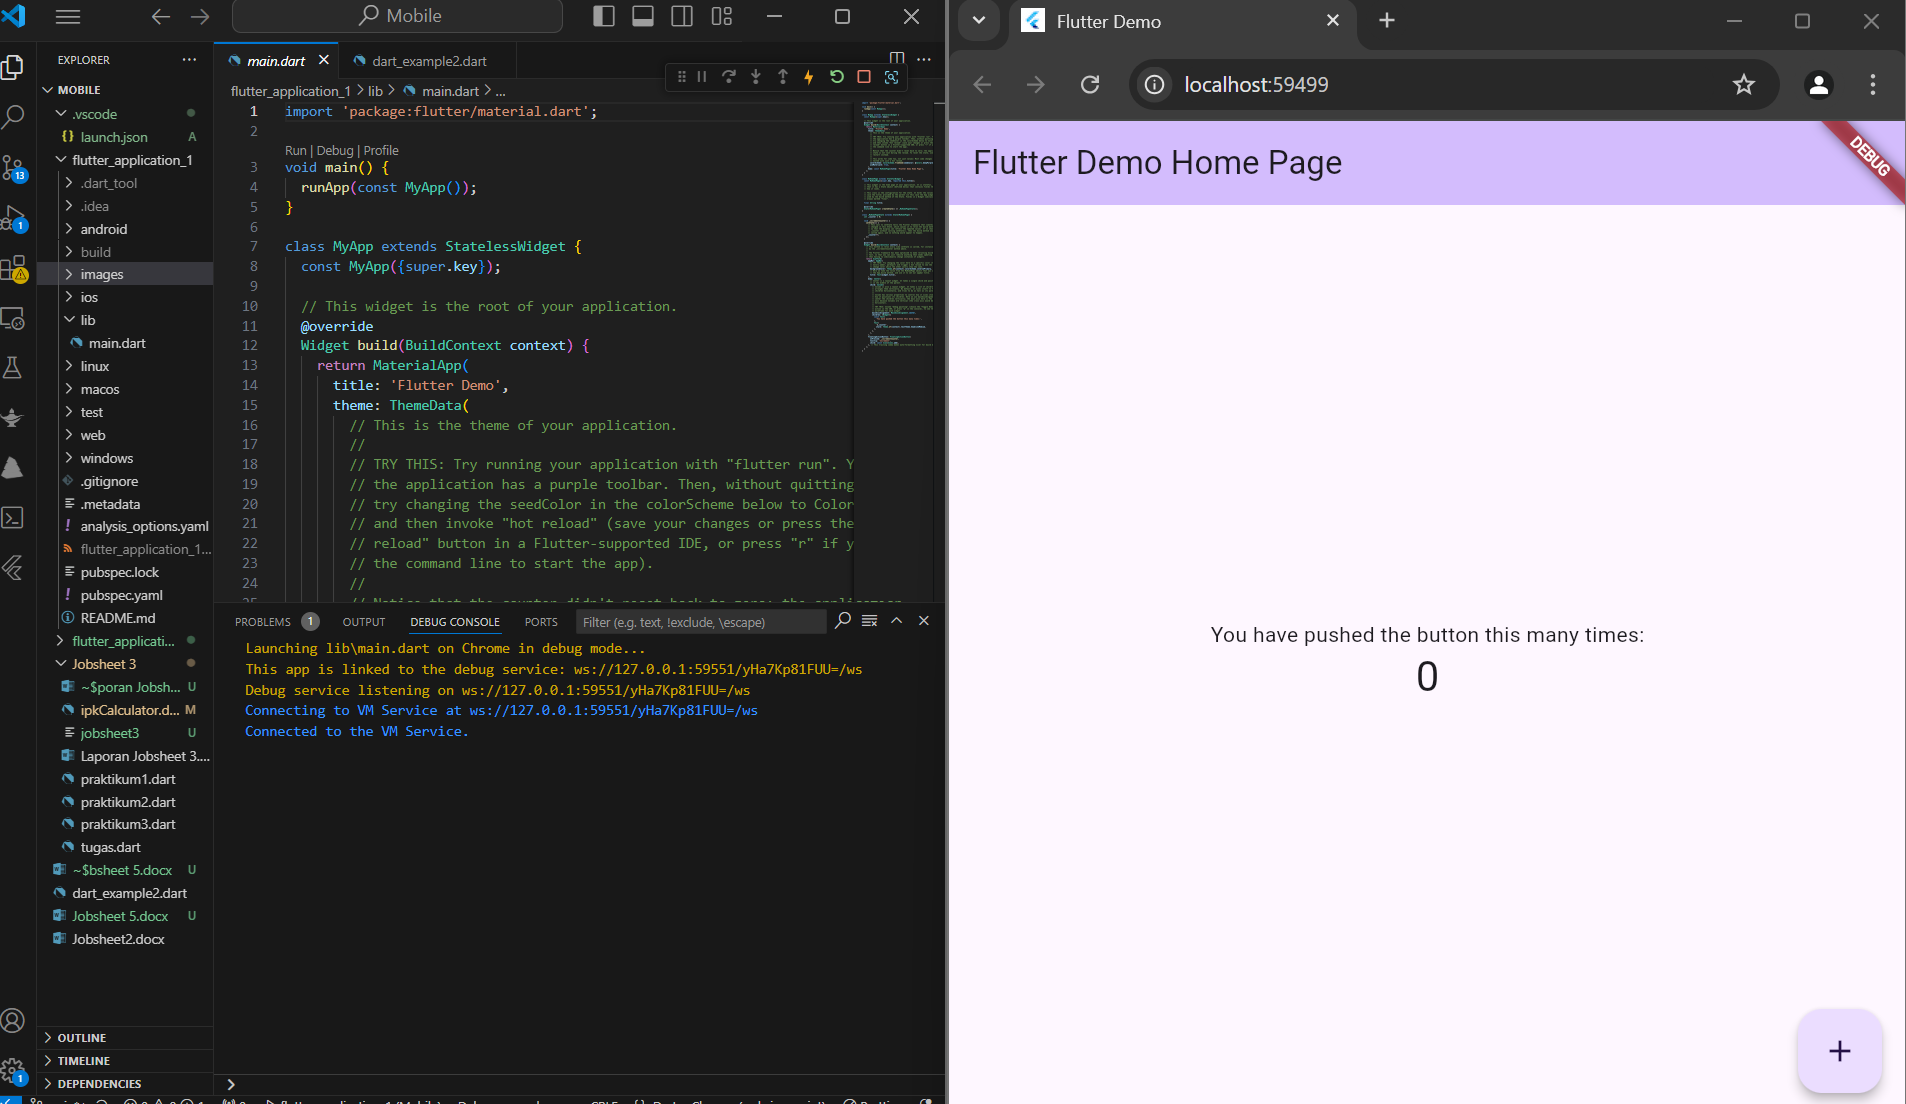 Mobile
EXPLORER
MOBILE
.vscode
launch.json A
flutter_application_1
.dart_tool
.idea
android
build
images
ios
lib
main.dart
linux
macos
test
web
windows
.gitignore
.metadata
analysis_options.yaml
flutter_application_1...
pubspec.lock
pubspec.yaml
README.md
flutter_applicati...
Jobsheet 3
~$poran Jobsh... U
ipkCalculator.d... M
jobsheet3 U
Laporan Jobsheet 3....
praktikum1.dart
praktikum2.dart
praktikum3.dart
tugas.dart
~$bsheet 5.docx U
dart_example2.dart
Jobsheet 5.docx U
Jobsheet2.docx
OUTLINE
TIMELINE
DEPENDENCIES
13
1
1
main.dart
dart_example2.dart
flutter_application_1 > lib > main.dart > ...
1 import 'package:flutter/material.dart';
2
Run | Debug | Profile
3 void main() {
4 runApp(const MyApp());
5 }
6
7 class MyApp extends StatelessWidget {
8 const MyApp({super.key});
9
10 // This widget is the root of your application.
11 @override
12 Widget build(BuildContext context) {
13 return MaterialApp(
14 title: 'Flutter Demo',
15 theme: ThemeData(
16 // This is the theme of your application.
17 //
18 // TRY THIS: Try running your application with "flutter run". Y
19 // the application has a purple toolbar. Then, without quitting
20 // try changing the seedColor in the colorScheme below to Color
21 // and then invoke "hot reload" (save your changes or press the
22 // reload" button in a Flutter-supported IDE, or press "r" if y
23 // the command line to start the app).
24 //
PROBLEMS 1 OUTPUT DEBUG CONSOLE PORTS Filter (e.g. text, !exclude, \escape)
Launching lib\main.dart on Chrome in debug mode...
This app is linked to the debug service: ws://127.0.0.1:59551/yHa7Kp81FUU=/ws
Debug service listening on ws://127.0.0.1:59551/yHa7Kp81FUU=/ws
Connecting to VM Service at ws://127.0.0.1:59551/yHa7Kp81FUU=/ws
Connected to the VM Service.
Flutter Demo
localhost:59499
Flutter Demo Home Page
DEBUG
You have pushed the button this many times:
0